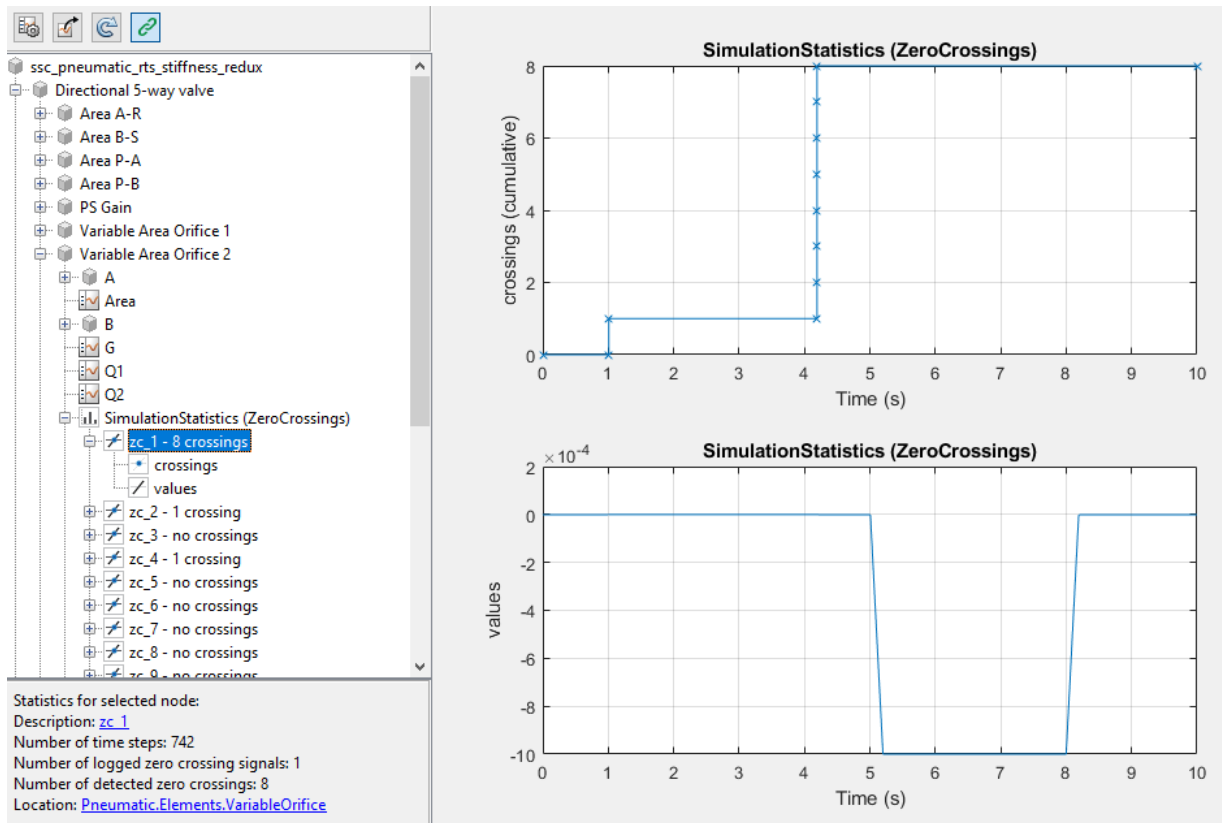 ssc_pneumatic_rts_stiffness_redux
Directional 5-way valve
Area A-R
Area B-S
Area P-A
Area P-B
PS Gain
Variable Area Orifice 1
Variable Area Orifice 2
A
Area
B
G
Q1
Q2
SimulationStatistics (ZeroCrossings)
zc_1 - 8 crossings
crossings
values
zc_2 - 1 crossing
zc_3 - no crossings
zc_4 - 1 crossing
zc_5 - no crossings
zc_6 - no crossings
zc_7 - no crossings
zc_8 - no crossings
zc_9 - no crossings
Statistics for selected node:
Description: zc_1
Number of time steps: 742
Number of logged zero crossing signals: 1
Number of detected zero crossings: 8
Location: Pneumatic.Elements.VariableOrifice
SimulationStatistics (ZeroCrossings)
crossings (cumulative)
8
6
4
2
0
0 1 2 3 4 5 6 7 8 9 10
Time (s)
SimulationStatistics (ZeroCrossings)
×10-4
values
2
0
-2
-4
-6
-8
-10
0 1 2 3 4 5 6 7 8 9 10
Time (s)